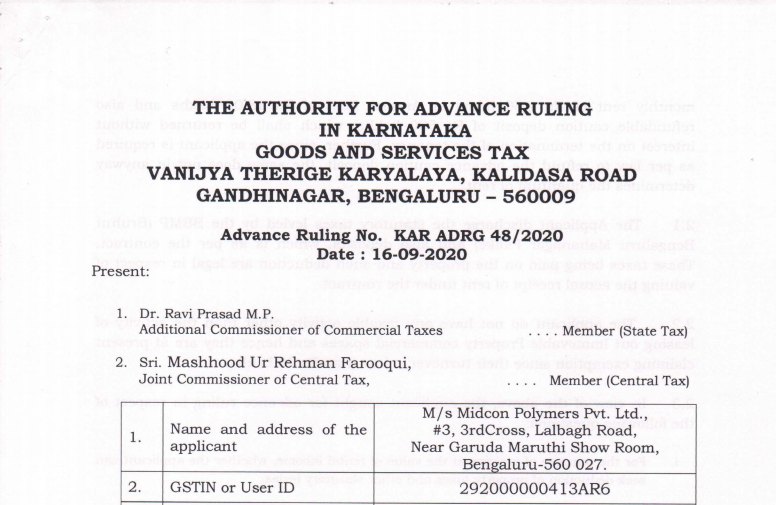 THE AUTHORITY FOR ADVANCE RULING
IN KARNATAKA
GOODS AND SERVICES TAX
VANIJYA THERIGE KARYALAYA, KALIDASA ROAD
GANDHINAGAR, BENGALURU – 560009
Advance Ruling No. KAR ADRG 48/2020
Date : 16-09-2020
Present:
1. Dr. Ravi Prasad M.P.
Additional Commissioner of Commercial Taxes . . . . Member (State Tax)
2. Sri. Mashhood Ur Rehman Farooqui,
Joint Commissioner of Central Tax, .... Member (Central Tax)
1. Name and address of the applicant
M/s Midcon Polymers Pvt. Ltd.,
#3, 3rdCross, Lalbagh Road,
Near Garuda Maruthi Show Room,
Bengaluru-560 027.
2. GSTIN or User ID 292000000413AR6